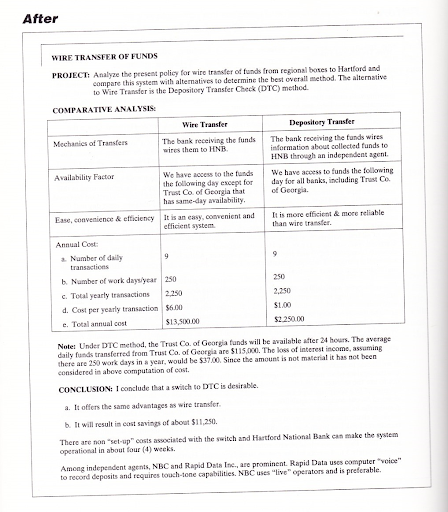 After
WIRE TRANSFER OF FUNDS
PROJECT: Analyze the present policy for wire transfer of funds from regional boxes to Hartford and
compare this system with alternatives to determine the best overall method. The alternative
to Wire Transfer is the Depository Transfer Check (DTC) method.
COMPARATIVE ANALYSIS:
Wire Transfer
Depository Transfer
Mechanics of Transfers
The bank receiving the funds
wires them to HNB.
The bank receiving the funds wires
information about collected funds to
HNB through an independent agent.
Availability Factor
We have access to the funds
the following day except for
Trust Co. of Georgia that
has same-day availability.
We have access to funds the following
day for all banks, including Trust Co.
of Georgia.
Ease, convenience & efficiency
It is an easy, convenient and
efficient system.
It is more efficient & more reliable
than wire transfer.
Annual Cost:
a. Number of daily
transactions
9
9
b. Number of work days/year
250
250
c. Total yearly transactions
2,250
2,250
d. Cost per yearly transaction
$6.00
$1.00
e. Total annual cost
$13,500.00
$2,250.00
Note: Under DTC method, the Trust Co. of Georgia funds will be available after 24 hours. The average
daily funds transferred from Trust Co. of Georgia are $115,000. The loss of interest income, assuming
there are 250 work days in a year, would be $37.00. Since the amount is not material it has not been
considered in above computation of cost.
CONCLUSION: I conclude that a switch to DTC is desirable.
a. It offers the same advantages as wire transfer.
b. It will result in cost savings of about $11,250.
There are non "set-up" costs associated with the switch and Hartford National Bank can make the system
operational in about four (4) weeks.
Among independent agents, NBC and Rapid Data Inc., are prominent. Rapid Data uses computer "voice"
to record deposits and requires touch-tone capabilities. NBC uses "live" operators and is preferable.